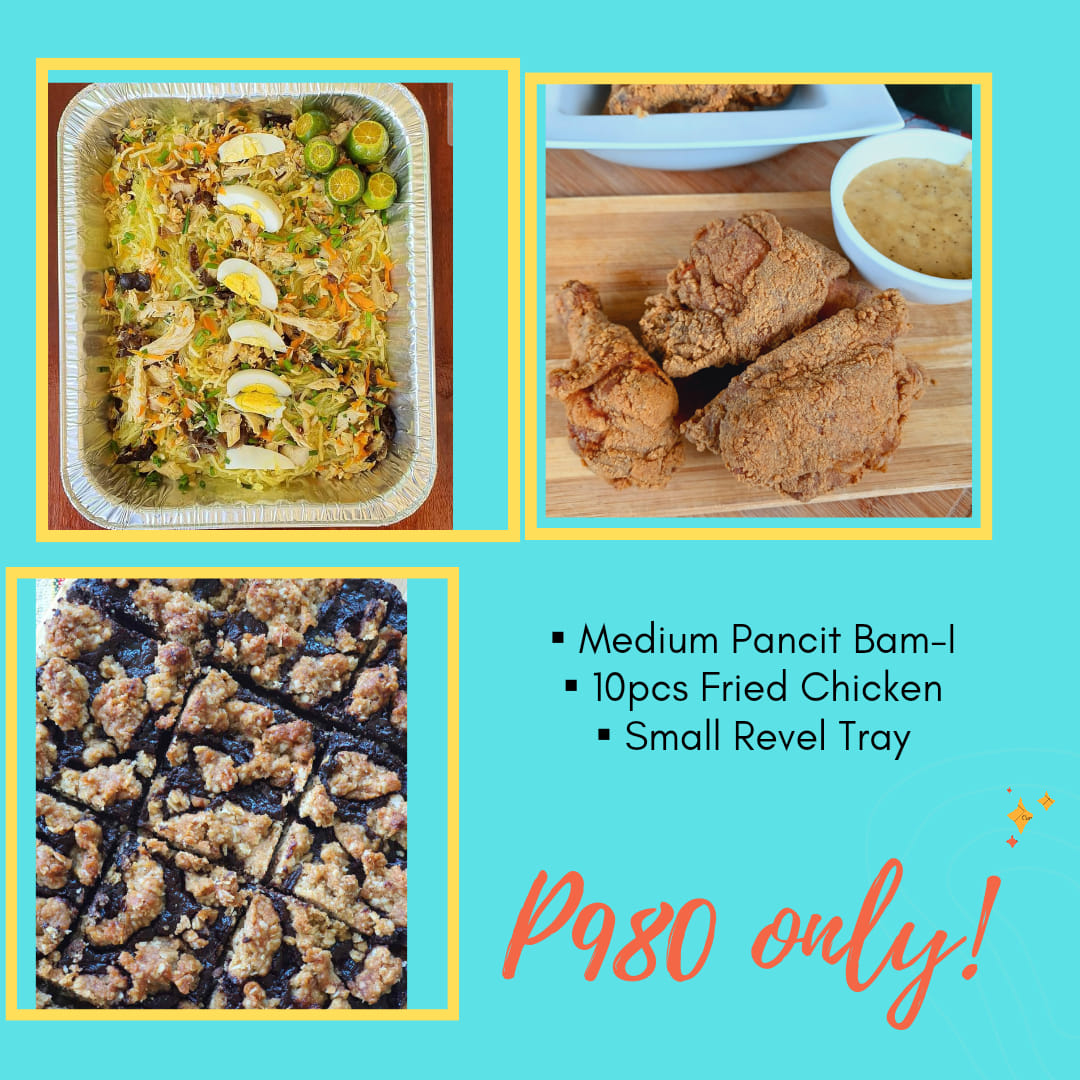 ▪ Medium Pancit Bam-I
▪ 10pcs Fried Chicken
▪ Small Revel Tray
P980 only!